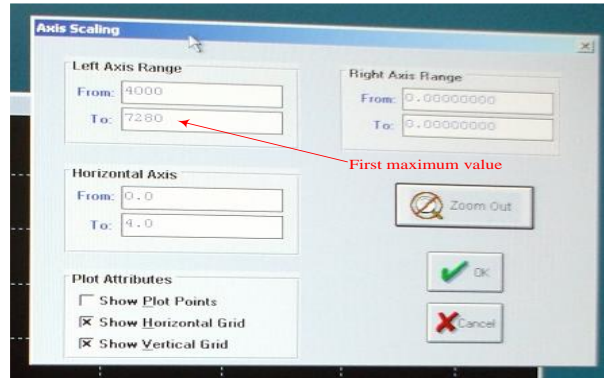 Axis Scaling
Left Axis Range
From: 4000
To: 7280
Right Axis Range
From: 0.00000000
To: 0.00000000
First maximum value
Horizontal Axis
From: 0.0
To: 4.0
Zoom Out
Plot Attributes
Show Plot Points
Show Horizontal Grid
Show Vertical Grid
OK
Cancel